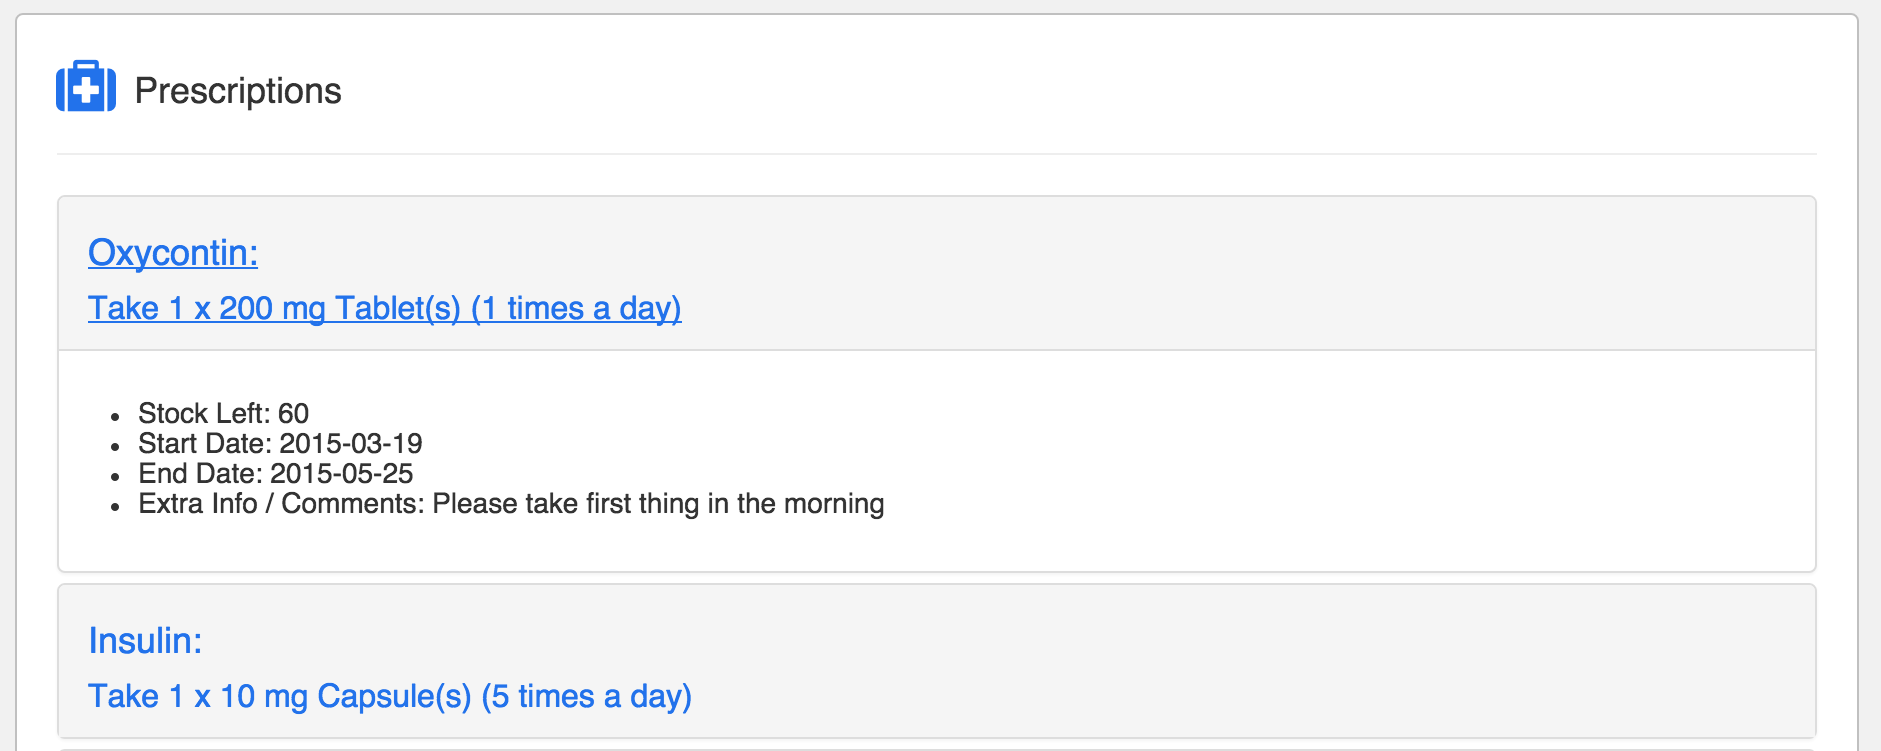 Prescriptions
Oxycontin:
Take 1 x 200 mg Tablet(s) (1 times a day)
Stock Left: 60
Start Date: 2015-03-19
End Date: 2015-05-25
Extra Info / Comments: Please take first thing in the morning
Insulin:
Take 1 x 10 mg Capsule(s) (5 times a day)